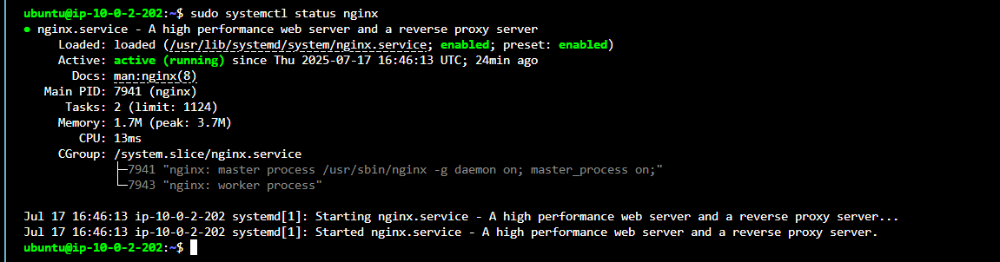 ubuntu@ip-10-0-2-202:~$ sudo systemctl status nginx
● nginx.service - A high performance web server and a reverse proxy server
     Loaded: loaded (/usr/lib/systemd/system/nginx.service; enabled; preset: enabled)
     Active: active (running) since Thu 2025-07-17 16:46:13 UTC; 24min ago
       Docs: man:nginx(8)
   Main PID: 7941 (nginx)
      Tasks: 2 (limit: 1124)
     Memory: 1.7M (peak: 3.7M)
        CPU: 13ms
     CGroup: /system.slice/nginx.service
             ├─7941 "nginx: master process /usr/sbin/nginx -g daemon on; master_process on;"
             └─7943 "nginx: worker process"

Jul 17 16:46:13 ip-10-0-2-202 systemd[1]: Starting nginx.service - A high performance web server and a reverse proxy server...
Jul 17 16:46:13 ip-10-0-2-202 systemd[1]: Started nginx.service - A high performance web server and a reverse proxy server.
ubuntu@ip-10-0-2-202:~$